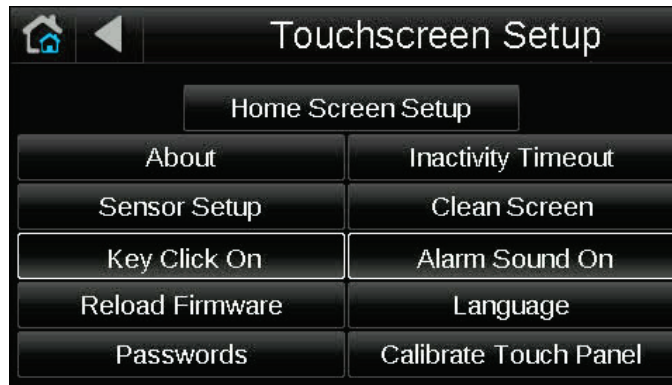 Touchscreen Setup
Home Screen Setup
About
Inactivity Timeout
Sensor Setup
Clean Screen
Key Click On
Alarm Sound On
Reload Firmware
Language
Passwords
Calibrate Touch Panel